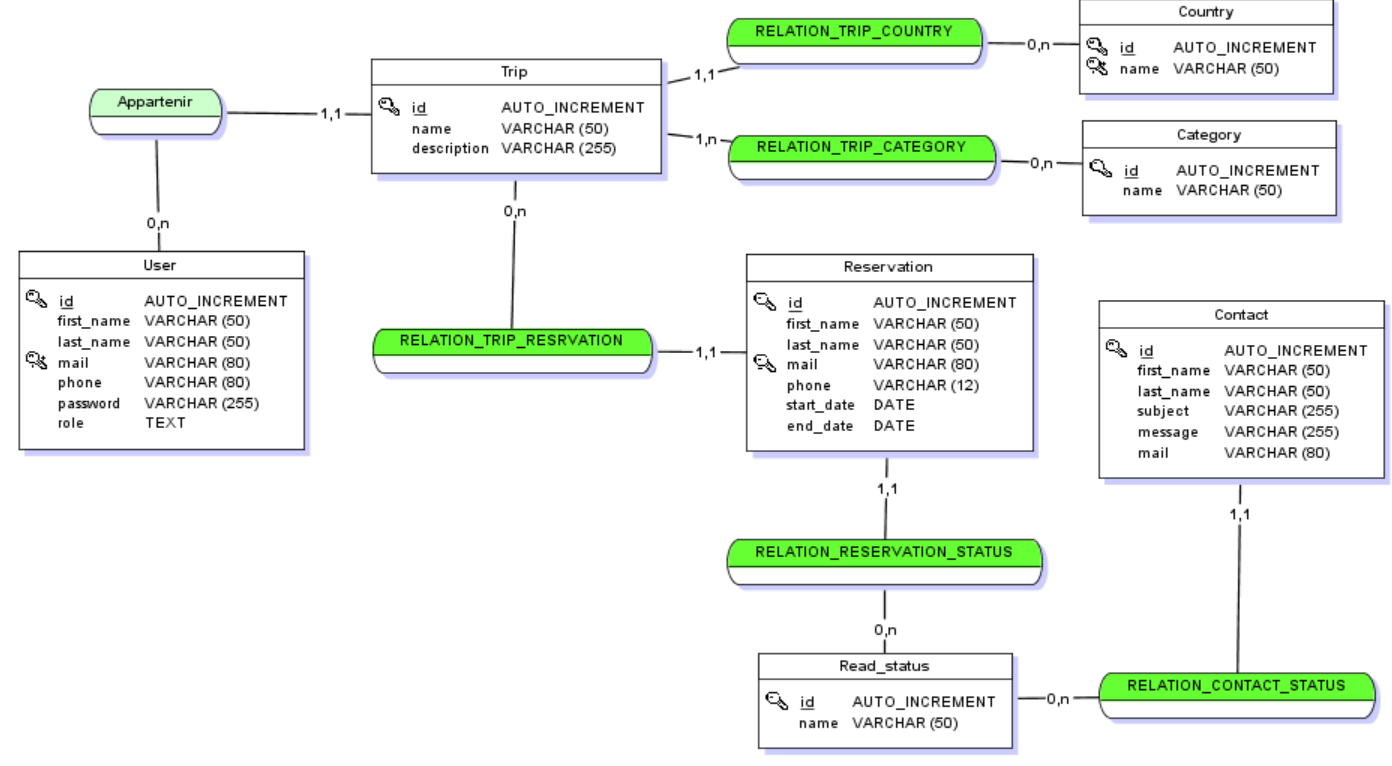 Country
id AUTO_INCREMENT
name VARCHAR (50)
RELATION_TRIP_COUNTRY
0,n
1,1
Trip
id AUTO_INCREMENT
name VARCHAR (50)
description VARCHAR (255)
Appartenir
1,1
1,n
RELATION_TRIP_CATEGORY
0,n
Category
id AUTO_INCREMENT
name VARCHAR (50)
0,n
0,n
User
id AUTO_INCREMENT
first_name VARCHAR (50)
last_name VARCHAR (50)
mail VARCHAR (80)
phone VARCHAR (80)
password VARCHAR (255)
role TEXT
RELATION_TRIP_RESRVATION
1,1
Reservation
id AUTO_INCREMENT
first_name VARCHAR (50)
last_name VARCHAR (50)
mail VARCHAR (80)
phone VARCHAR (12)
start_date DATE
end_date DATE
Contact
id AUTO_INCREMENT
first_name VARCHAR (50)
last_name VARCHAR (50)
subject VARCHAR (255)
message VARCHAR (255)
mail VARCHAR (80)
1,1
1,1
RELATION_RESERVATION_STATUS
0,n
Read_status
id AUTO_INCREMENT
name VARCHAR (50)
0,n
RELATION_CONTACT_STATUS